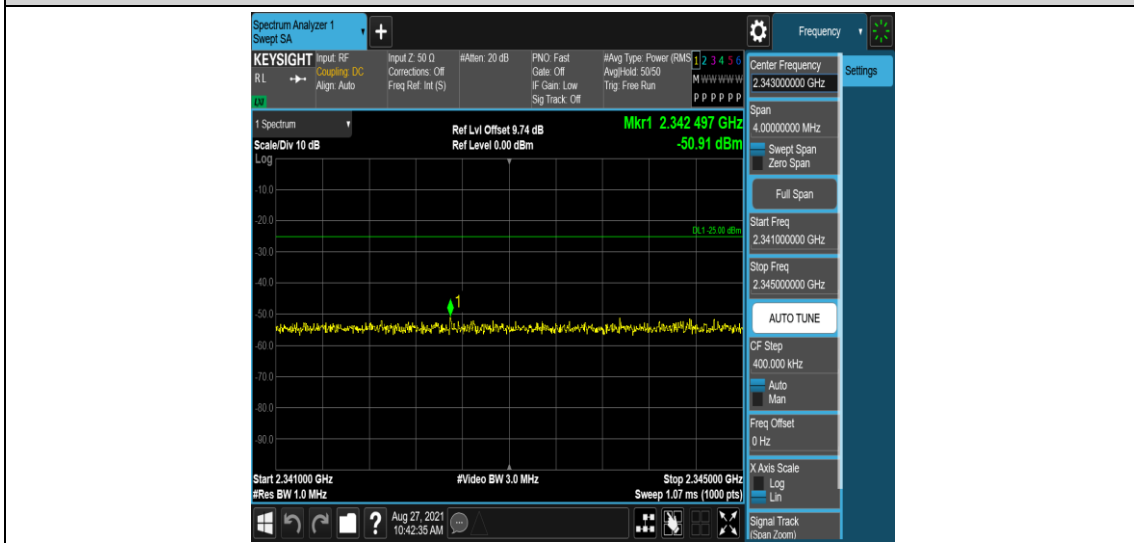 Spectrum Analyzer 1
Swept SA
+
Frequency
KEYSIGHT
RL
LXI
Input: RF
Coupling: DC
Align: Auto
Input Z: 50 Ω
Corrections: Off
Freq Ref: Int (S)
#Atten: 20 dB
PNO: Fast
Gate: Off
IF Gain: Low
Sig Track: Off
#Avg Type: Power (RMS
Avg|Hold: 50/50
Trig: Free Run
1 2 3 4 5 6
M W W W W W
P P P P P P
1 Spectrum
Scale/Div 10 dB
Ref Lvl Offset 9.74 dB
Ref Level 0.00 dBm
Mkr1 2.342 497 GHz
-50.91 dBm
Log
-10.0
-20.0
DL1 -25.00 dBm
-30.0
-40.0
1
-50.0
-60.0
-70.0
-80.0
-90.0
Start 2.341000 GHz
#Video BW 3.0 MHz
Stop 2.345000 GHz
#Res BW 1.0 MHz
Sweep 1.07 ms (1000 pts)
Center Frequency
2.343000000 GHz
Settings
Span
4.00000000 MHz
Swept Span
Zero Span
Full Span
Start Freq
2.341000000 GHz
Stop Freq
2.345000000 GHz
AUTO TUNE
CF Step
400.000 kHz
Auto
Man
Freq Offset
0 Hz
X Axis Scale
Log
Lin
Signal Track
(Span Zoom)
?
Aug 27, 2021
10:42:35 AM